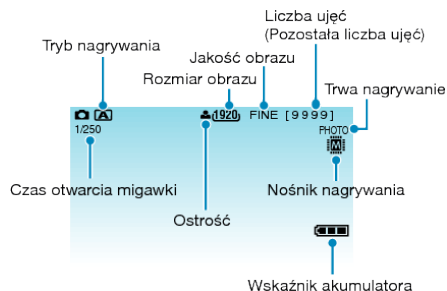 Liczba ujęć
(Pozostała liczba ujęć)
Jakość obrazu
Tryb nagrywania
Rozmiar obrazu
Trwa nagrywanie
A
1920
FINE [9999]
1/250
PHOTO
M
Czas otwarcia migawki
Nośnik nagrywania
Ostrość
Wskaźnik akumulatora